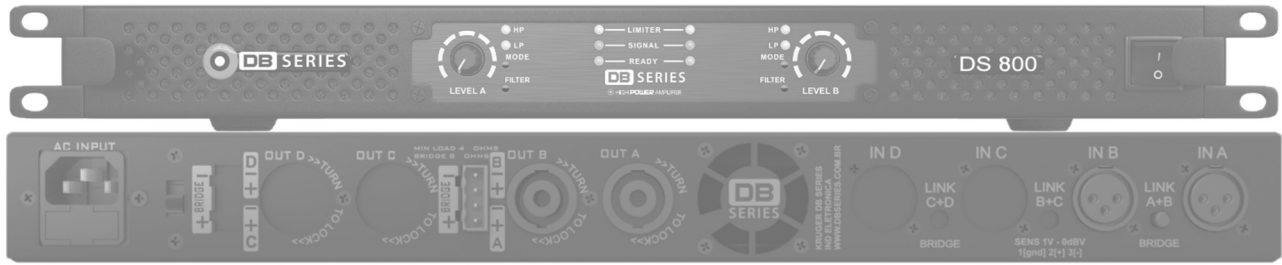 DB SERIES
HP
LP
MODE
FILTER
LEVEL A
LIMITER
SIGNAL
READY
DB SERIES
HIGH POWER AMPLIFIER
HP
LP
MODE
FILTER
LEVEL B
DS 800
I
O
AC INPUT
BRIDGE
- +
D - +
- + C
OUT D
>>TURN TO LOCK>>
OUT C
>>TURN TO LOCK>>
MIN LOAD 4 OHMS
BRIDGE 8 OHMS
BRIDGE
- +
B - +
- + A
OUT B
>>TURN TO LOCK>>
OUT A
>>TURN TO LOCK>>
DB
SERIES
KRUGER DB SERIES
IND ELETRONICA
WWW.DBSERIES.COM.BR
IN D
LINK
C+D
BRIDGE
IN C
LINK
B+C
SENS 1V - 0dBV
1[gnd] 2[+] 3[-]
IN B
LINK
A+B
BRIDGE
IN A